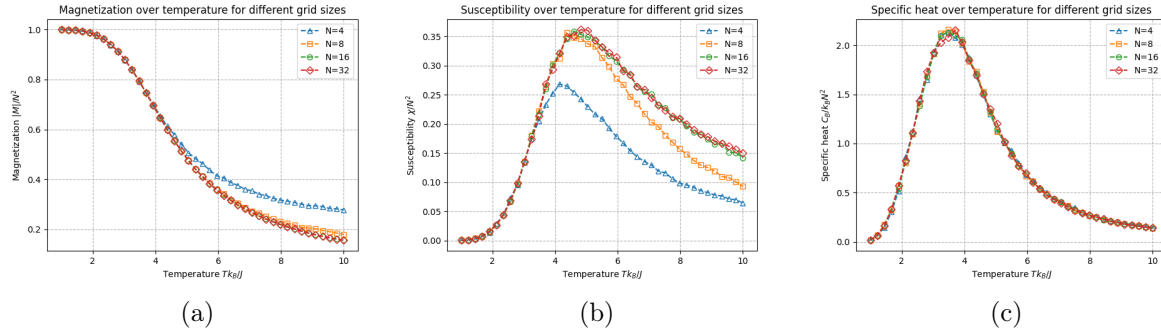 Magnetization over temperature for different grid sizes
1.0
0.8
0.6
0.4
0.2
Magnetization |M|/N²
2
4
6
8
10
Temperature Tk_B/J
N=4
N=8
N=16
N=32
(a)
Susceptibility over temperature for different grid sizes
0.35
0.30
0.25
0.20
0.15
0.10
0.05
0.00
Susceptibility χ/N²
2
4
6
8
10
Temperature Tk_B/J
N=4
N=8
N=16
N=32
(b)
Specific heat over temperature for different grid sizes
2.0
1.5
1.0
0.5
0.0
Specific heat C_B/k_BN²
2
4
6
8
10
Temperature Tk_B/J
N=4
N=8
N=16
N=32
(c)